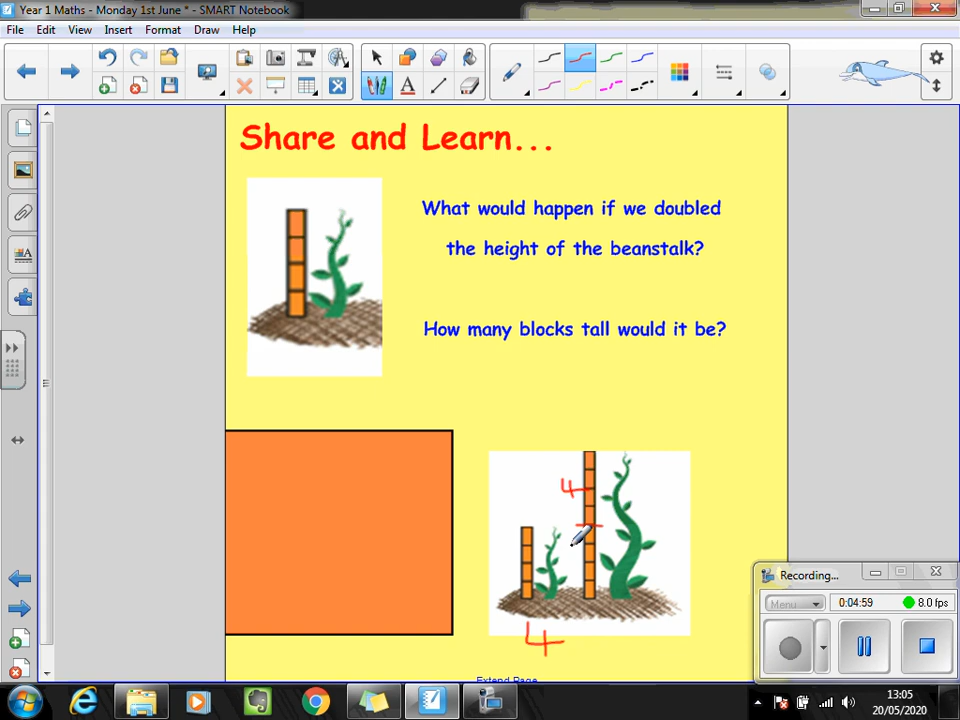 Year 1 Maths - Monday 1st June * - SMART Notebook
File Edit View Insert Format Draw Help
Share and Learn...
What would happen if we doubled
the height of the beanstalk?
How many blocks tall would it be?
4
4
Extend Page
Recording...
Menu
0:04:59
8.0 fps
13:05
20/05/2020